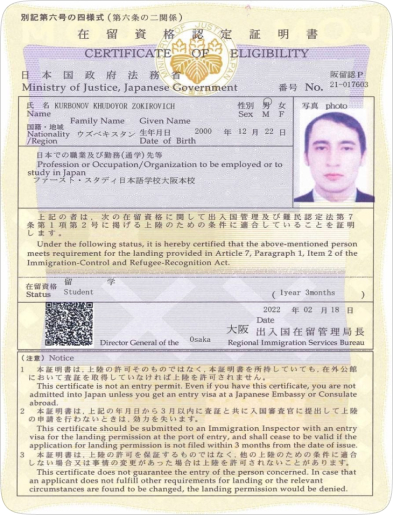 別記第六号の四様式(第六条の二関係)
在留資格認定証明書
CERTIFICATE OF ELIGIBILITY
日本国政府法務省
阪留認P
Ministry of Justice, Japanese Government
番号 No. 21-017603
氏名 KURBONOV KHUDOYOR ZOKIROVICH 性別 男 女 写真 photo
Name Family Name Given Name Sex M F
国籍・地域
Nationality ウズベキスタン 生年月日 2000 年 12 月 22 日
/Region Date of Birth
日本での職業及び勤務(通学)先等
Profession or Occupation/Organization to be employed or to
study in Japan
ファースト・スタディ日本語学校大阪本校
上記の者は、次の在留資格に関して出入国管理及び難民認定法第7
条第1項第2号に掲げる上陸のための条件に適合していることを証明
します。
Under the following status, it is hereby certified that the above-mentioned person
meets requirement for the landing provided in Article 7, Paragraph 1, Item 2 of the
Immigration-Control and Refugee-Recognition Act.
在留資格 留 学
Status Student ( 1year 3months )
2022 年 02 月 18 日
Date
大阪 出入国在留管理局長
Director General of the Osaka Regional Immigration Services Bureau
(注意) Notice
1 本証明書は、上陸の許可そのものではなく、本証明書を所持していても、在外公館
において査証を取得していなければ上陸を許可されません。
This certificate is not an entry permit. Even if you have this certificate, you are not
admitted into Japan unless you get an entry visa at a Japanese Embassy or Consulate
abroad.
2 本証明書は、上記の年月日から3月以内に査証と共に入国審査官に提出して上陸
の申請を行わないときは、効力を失います。
This certificate should be submitted to an Immigration Inspector with an entry
visa for the landing permission at the port of entry, and shall cease to be valid if the
application for landing permission is not filed within 3 months from the date of issue.
3 本証明書は、上陸の許可を保証するものではなく、他の上陸のための条件に適合
しない場合又は事情の変更があった場合は上陸を許可されないことがあります。
This certificate does not guarantee the entry of the person concerned. In case that
an applicant does not fulfill other requirements for landing or the relevant
circumstances are found to be changed, the landing permission would be denied.